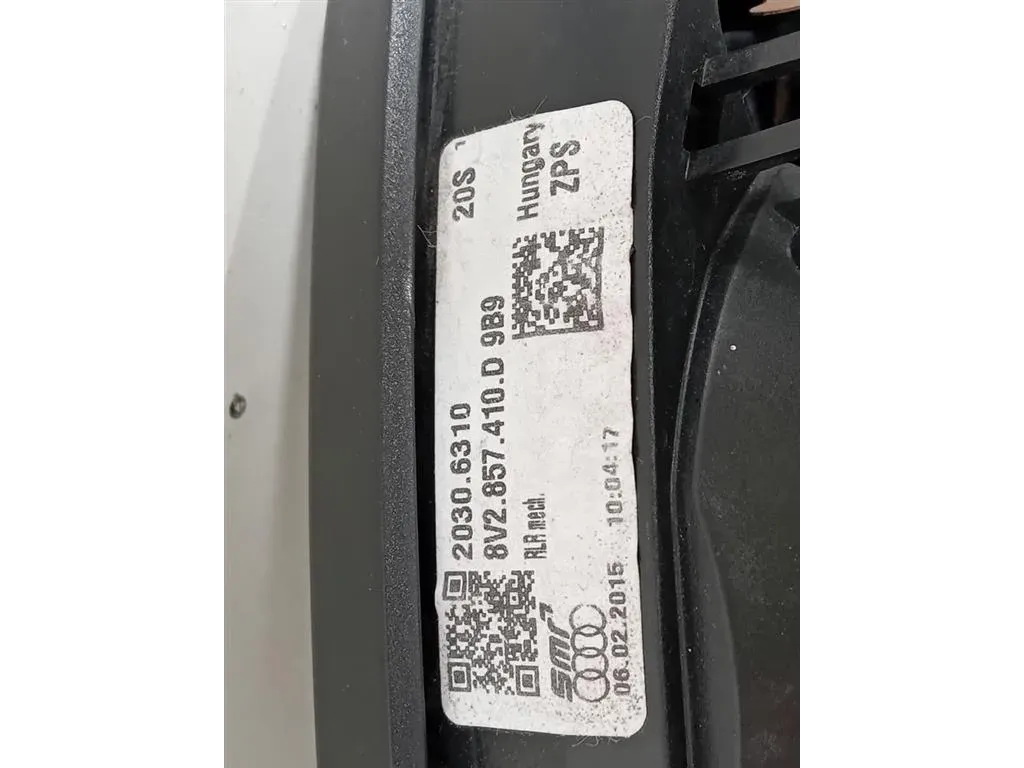 2030.6310 20S
8V2.857.410.D 9B9
RLR mech. Hungary
ZPS
smr
06.02.2015 10:04:17